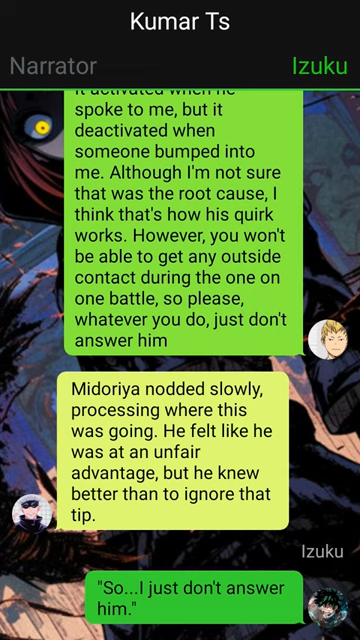 Kumar Ts
Narrator
Izuku
It activated when he
spoke to me, but it
deactivated when
someone bumped into
me. Although I'm not sure
that was the root cause, I
think that's how his quirk
works. However, you won't
be able to get any outside
contact during the one on
one battle, so please,
whatever you do, just don't
answer him
Midoriya nodded slowly,
processing where this
was going. He felt like he
was at an unfair
advantage, but he knew
better than to ignore that
tip.
Izuku
"So...I just don't answer
him."